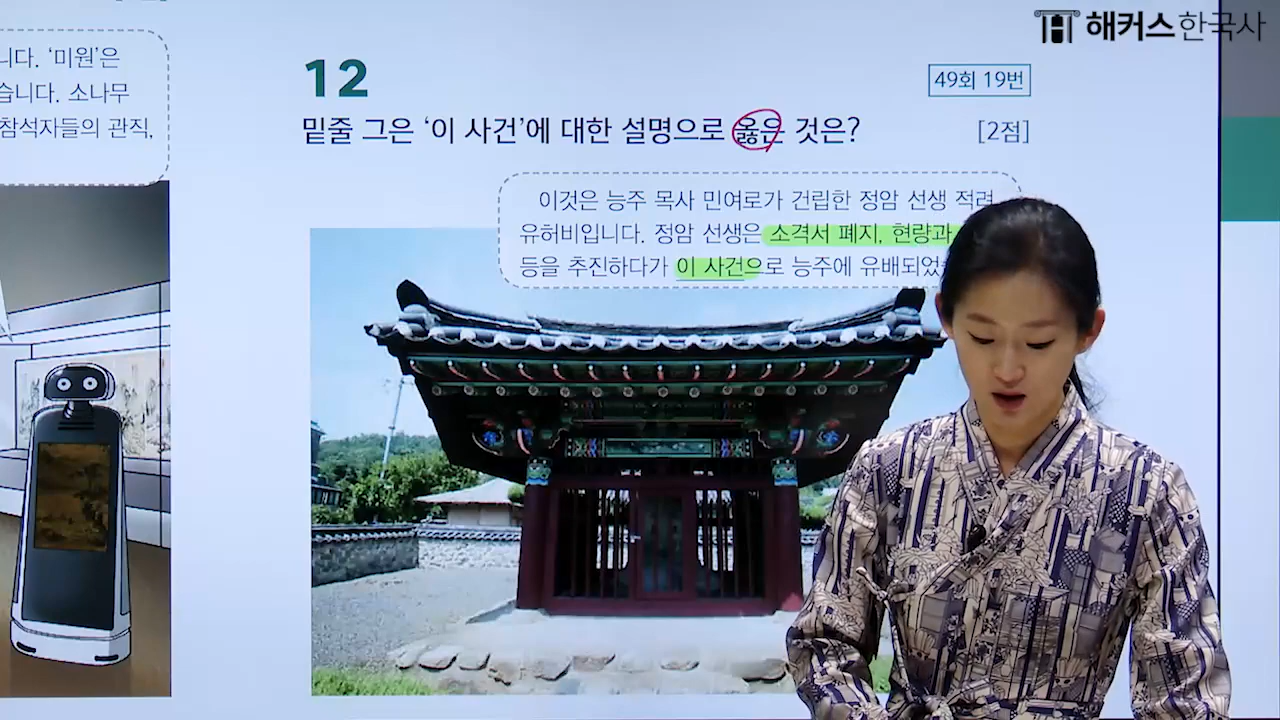 해커스한국사
니다. ‘미원’은
습니다. 소나무
참석자들의 관직,
12
49회 19번
밑줄 그은 ‘이 사건’에 대한 설명으로 옳은 것은?
[2점]
이것은 능주 목사 민여로가 건립한 정암 선생 적려
유허비입니다. 정암 선생은 소격서 폐지, 현량과
등을 추진하다가 이 사건으로 능주에